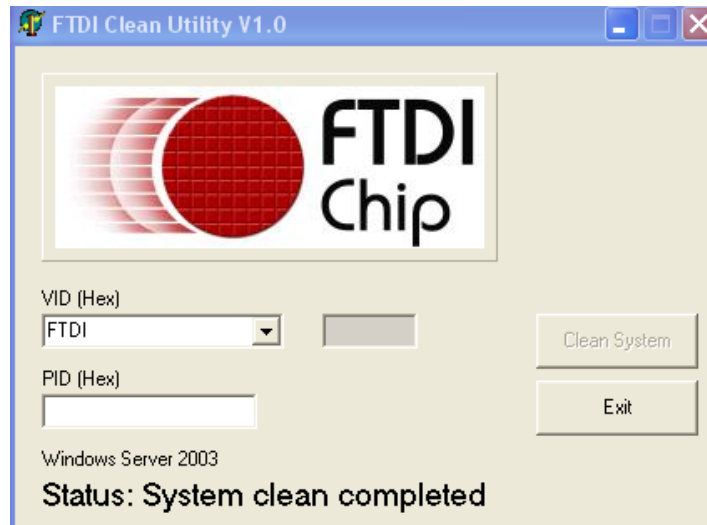 FTDI Clean Utility V1.0
FTDI
Chip
VID (Hex)
FTDI
Clean System
PID (Hex)
Exit
Windows Server 2003
Status: System clean completed